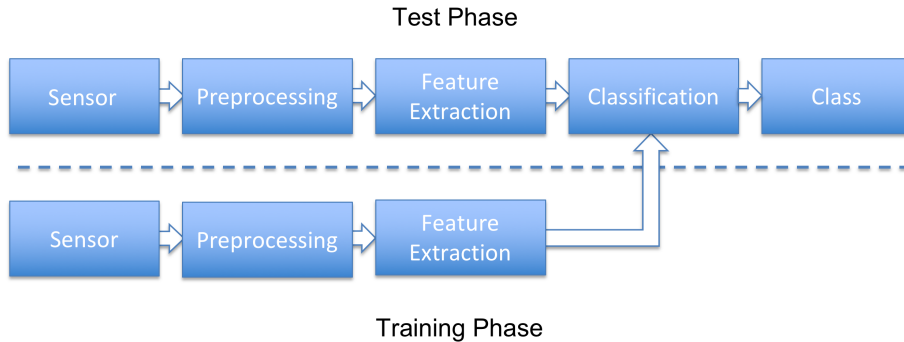 Test Phase
Sensor
Preprocessing
Feature
Extraction
Classification
Class
Sensor
Preprocessing
Feature
Extraction
Training Phase